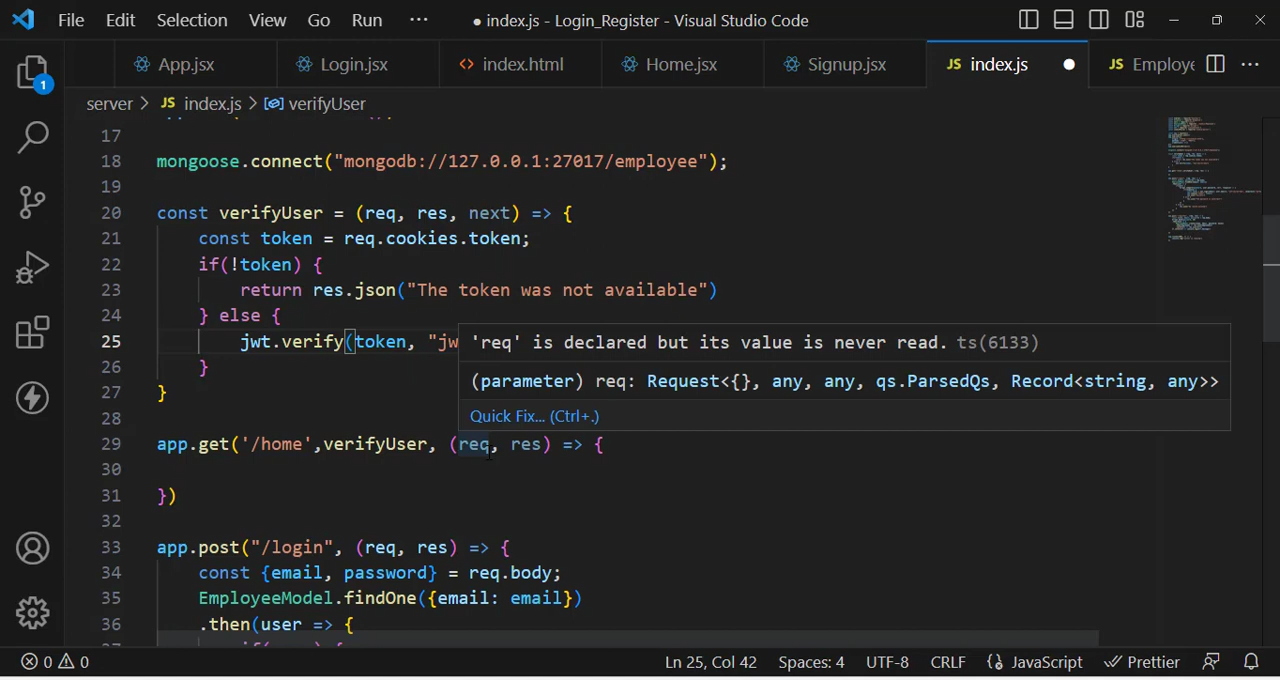 File Edit Selection View Go Run ··· ● index.js - Login_Register - Visual Studio Code
App.jsx Login.jsx <> index.html Home.jsx Signup.jsx JS index.js ● JS Employe ···
server > JS index.js > verifyUser
1
17
18 mongoose.connect("mongodb://127.0.0.1:27017/employee");
19
20 const verifyUser = (req, res, next) => {
21 const token = req.cookies.token;
22 if(!token) {
23 return res.json("The token was not available")
24 } else {
25 jwt.verify(token, "jw
'req' is declared but its value is never read. ts(6133)
26 }
(parameter) req: Request<{}, any, any, qs.ParsedQs, Record<string, any>>
27 }
Quick Fix... (Ctrl+.)
28
29 app.get('/home',verifyUser, (req, res) => {
30
31 })
32
33 app.post("/login", (req, res) => {
34 const {email, password} = req.body;
35 EmployeeModel.findOne({email: email})
36 .then(user => {
0 0 Ln 25, Col 42 Spaces: 4 UTF-8 CRLF {} JavaScript Prettier